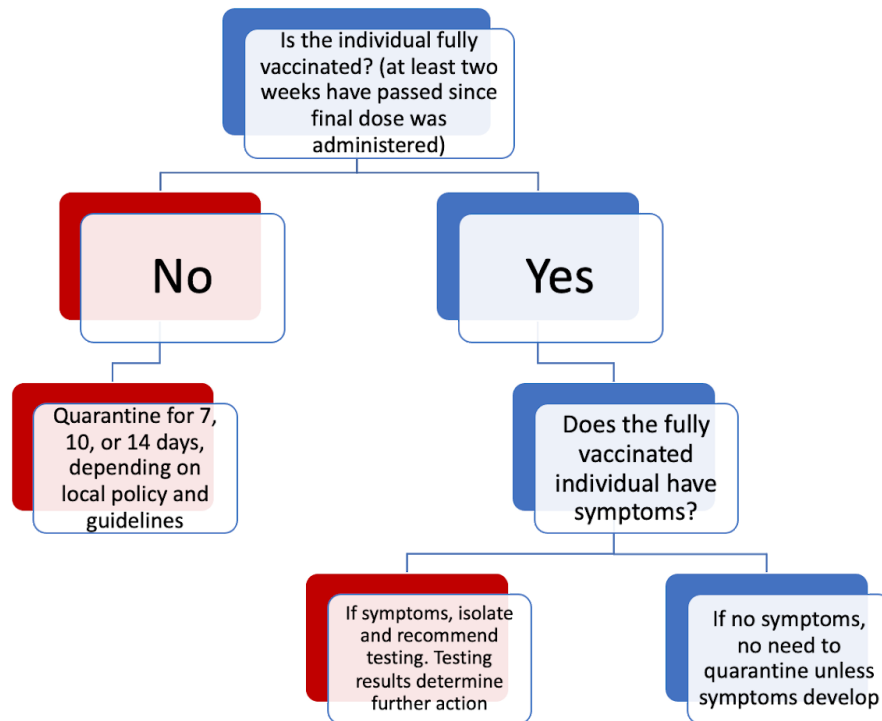 Is the individual fully
vaccinated? (at least two
weeks have passed since
final dose was
administered)
No
Yes
Quarantine for 7,
10, or 14 days,
depending on
local policy and
guidelines
Does the fully
vaccinated
individual have
symptoms?
If symptoms, isolate
and recommend
testing. Testing
results determine
further action
If no symptoms,
no need to
quarantine unless
symptoms develop